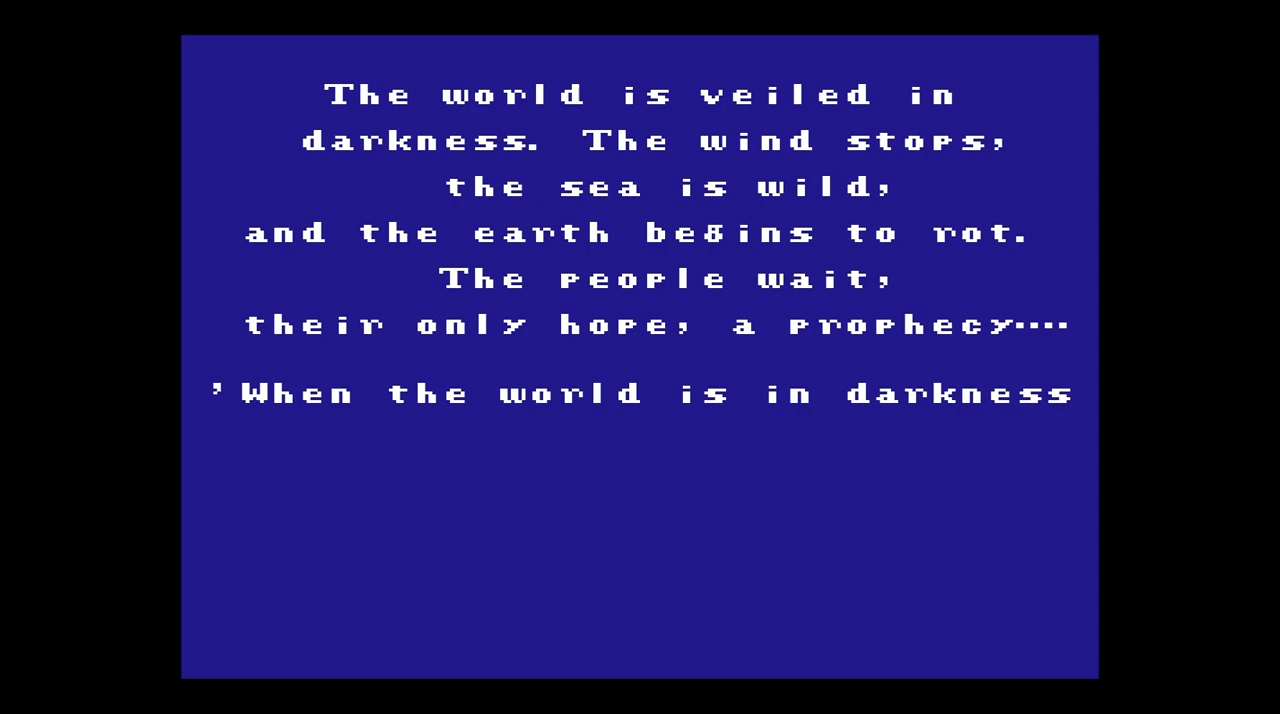 The world is veiled in
darkness. The wind stops,
the sea is wild,
and the earth begins to rot.
The people wait,
their only hope, a prophecy....
'When the world is in darkness